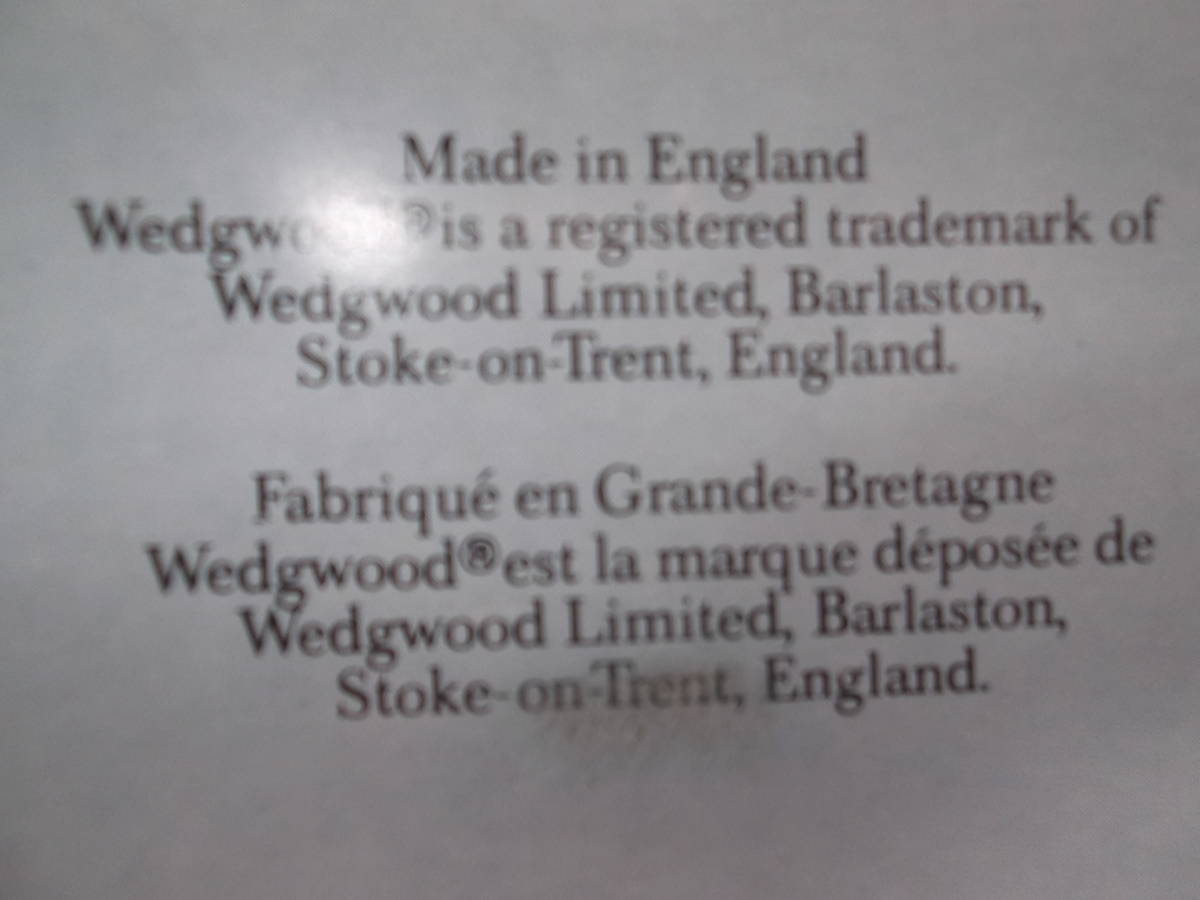 Made in England
Wedgwood® is a registered trademark of
Wedgwood Limited, Barlaston,
Stoke-on-Trent, England.
Fabriqué en Grande-Bretagne
Wedgwood® est la marque déposée de
Wedgwood Limited, Barlaston,
Stoke-on-Trent, England.